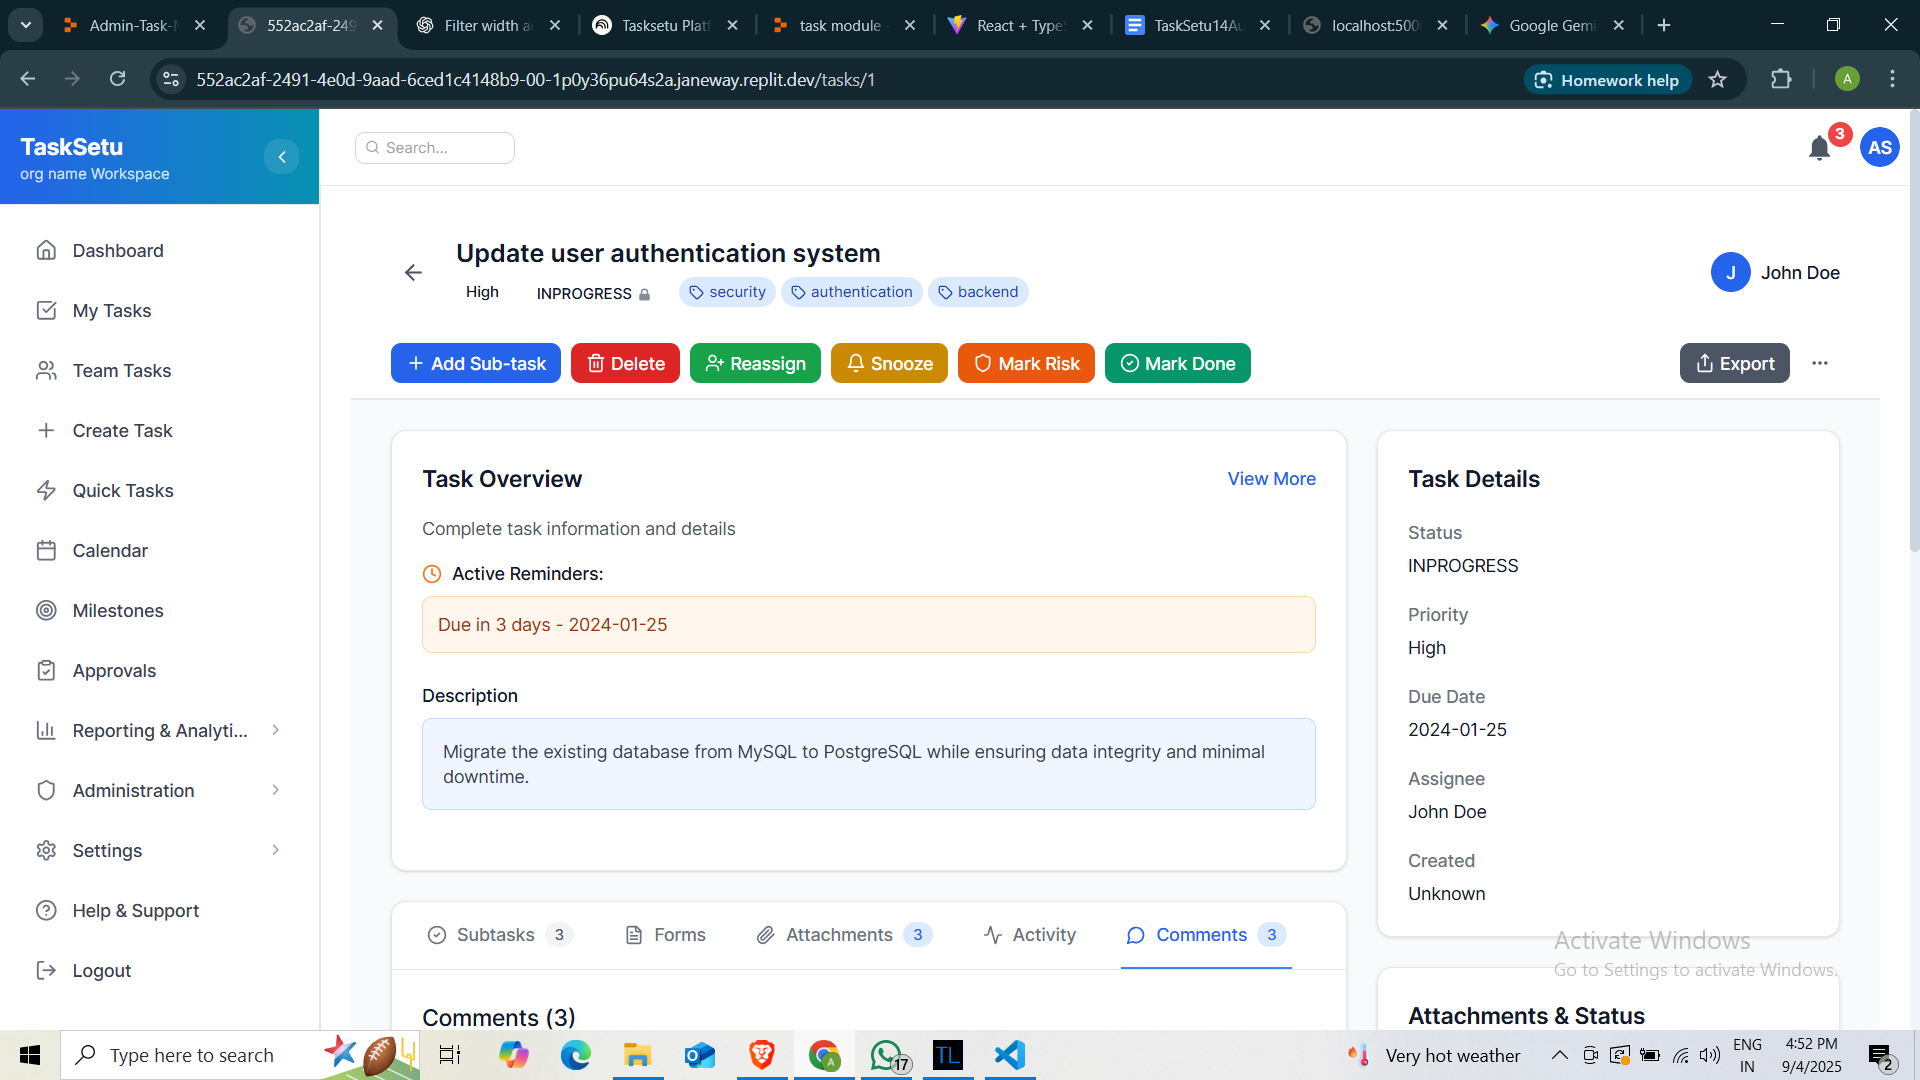 Admin-Task-M
552ac2af-249
Filter width a
Tasksetu Platf
task module
React + Type
TaskSetu14Au
localhost:500
Google Gemi
552ac2af-2491-4e0d-9aad-6ced1c4148b9-00-1p0y36pu64s2a.janeway.replit.dev/tasks/1
Homework help
A
TaskSetu
org name Workspace
Search...
3
AS
Dashboard
My Tasks
Team Tasks
Create Task
Quick Tasks
Calendar
Milestones
Approvals
Reporting & Analyti...
Administration
Settings
Help & Support
Logout
Update user authentication system
High
INPROGRESS
security
authentication
backend
J
John Doe
Add Sub-task
Delete
Reassign
Snooze
Mark Risk
Mark Done
Export
Task Overview
View More
Complete task information and details
Active Reminders:
Due in 3 days - 2024-01-25
Description
Migrate the existing database from MySQL to PostgreSQL while ensuring data integrity and minimal
downtime.
Subtasks 3
Forms
Attachments 3
Activity
Comments 3
Comments (3)
Task Details
Status
INPROGRESS
Priority
High
Due Date
2024-01-25
Assignee
John Doe
Created
Unknown
Attachments & Status
Activate Windows
Go to Settings to activate Windows.
Type here to search
17
TL
Very hot weather
ENG
IN
4:52 PM
9/4/2025
2